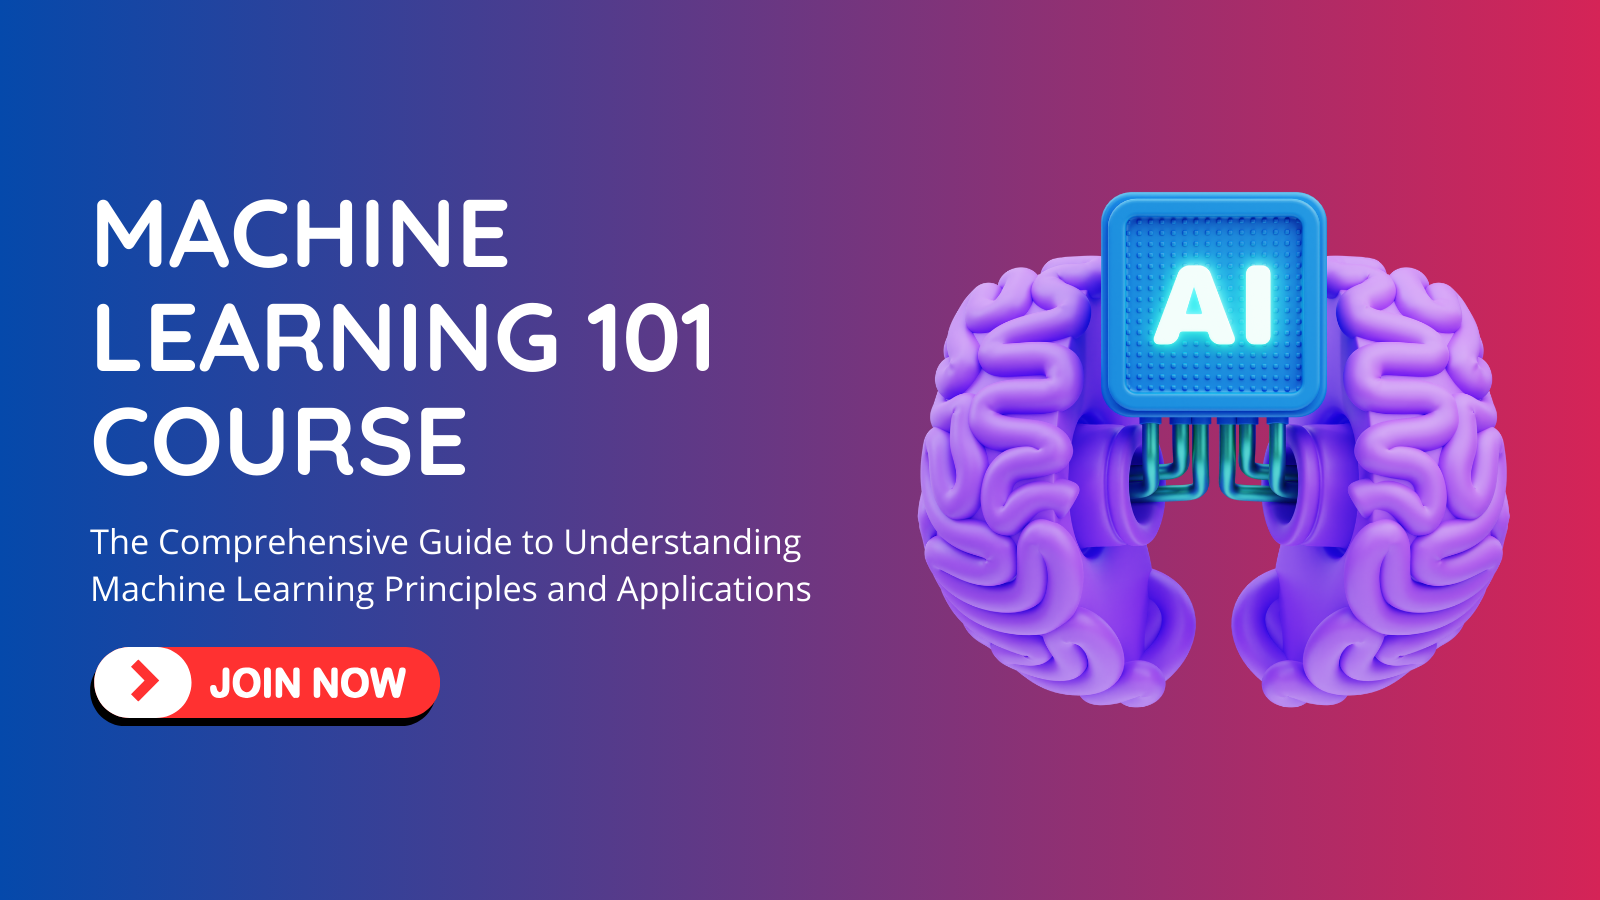 MACHINE
LEARNING 101
COURSE
The Comprehensive Guide to Understanding
Machine Learning Principles and Applications
JOIN NOW
AI